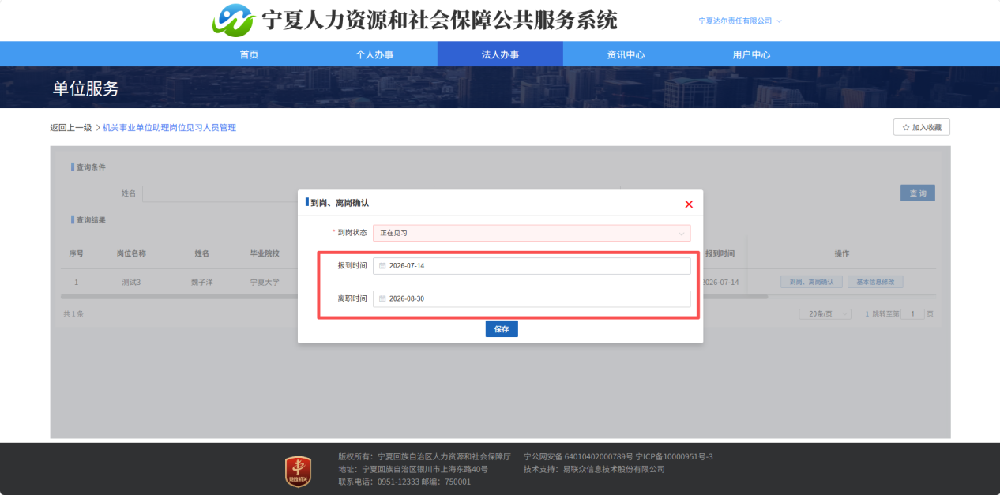 宁夏人力资源和社会保障公共服务系统
宁夏达尔责任有限公司
首页 个人办事 法人办事 资讯中心 用户中心
单位服务
返回上一级 机关事业单位助理岗位见习人员管理
加入收藏
查询条件
姓名
查 询
查询结果
序号 岗位名称 姓名 毕业院校 报到时间 操作
1 测试3 魏子洋 宁夏大学 2026-07-14 到岗、离岗确认 基本信息修改
共 1 条
20条/页 1 跳转至第 1 页
到岗、离岗确认
* 到岗状态 正在见习
报到时间 2026-07-14
离职时间 2026-08-30
保存
党政机关
版权所有：宁夏回族自治区人力资源和社会保障厅 宁公网安备 64010402000789号 宁ICP备10000951号-3
地址：宁夏回族自治区银川市上海东路40号 技术支持：易联众信息技术股份有限公司
联系电话：0951-12333 邮编：750001